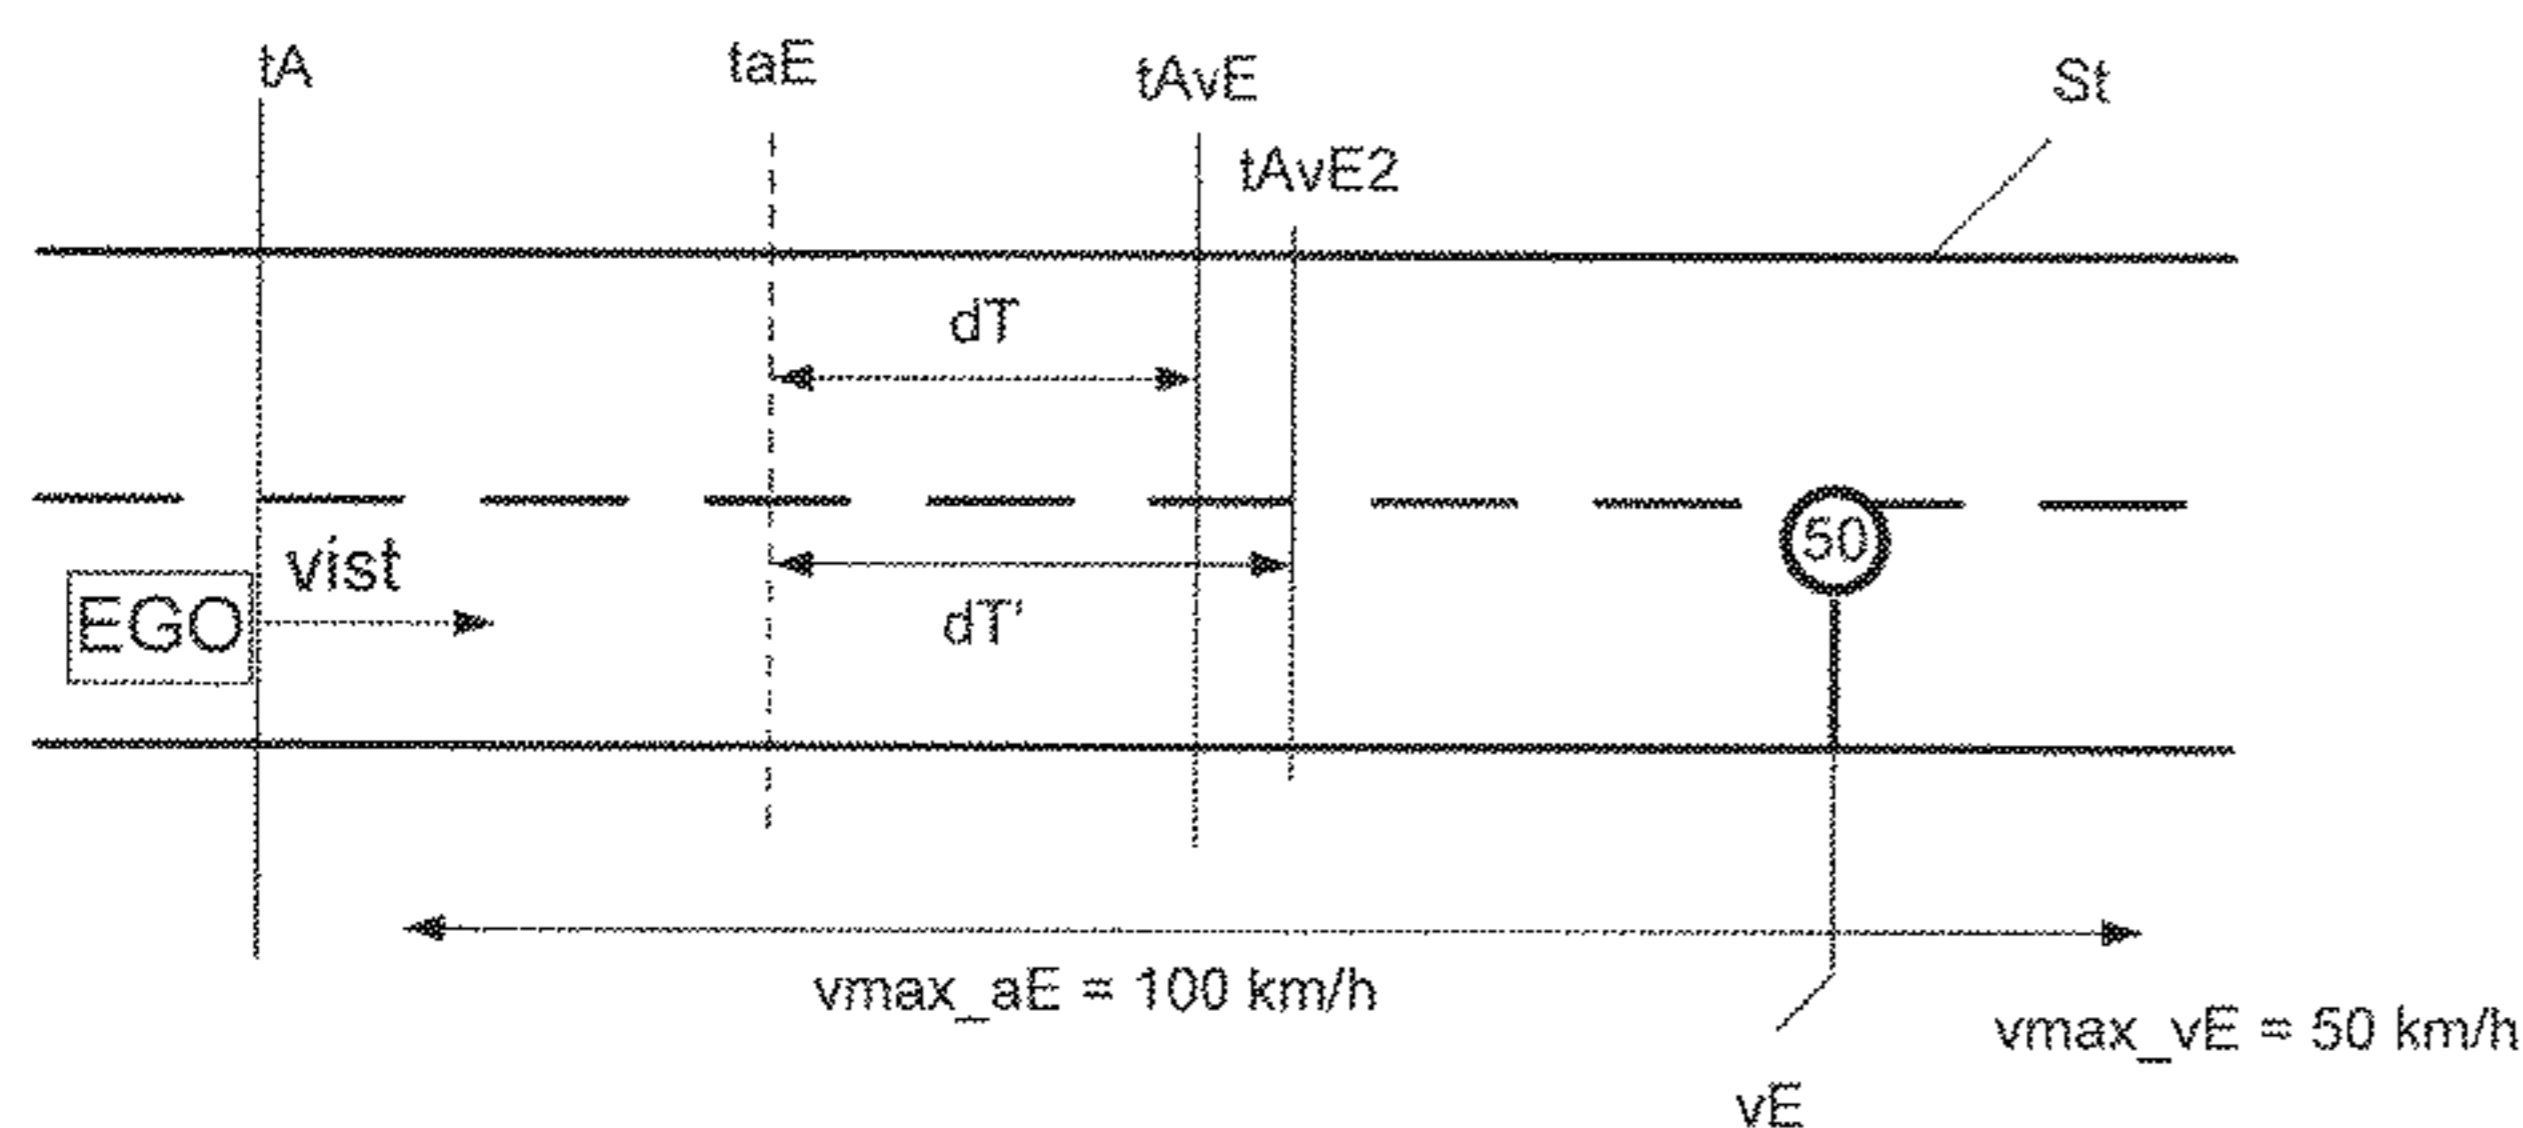 tA
taE
tAvE
St
tAvE2
dT
50
vist
EGO
dT'
vmax_aE = 100 km/h
vmax_vE = 50 km/h
vE